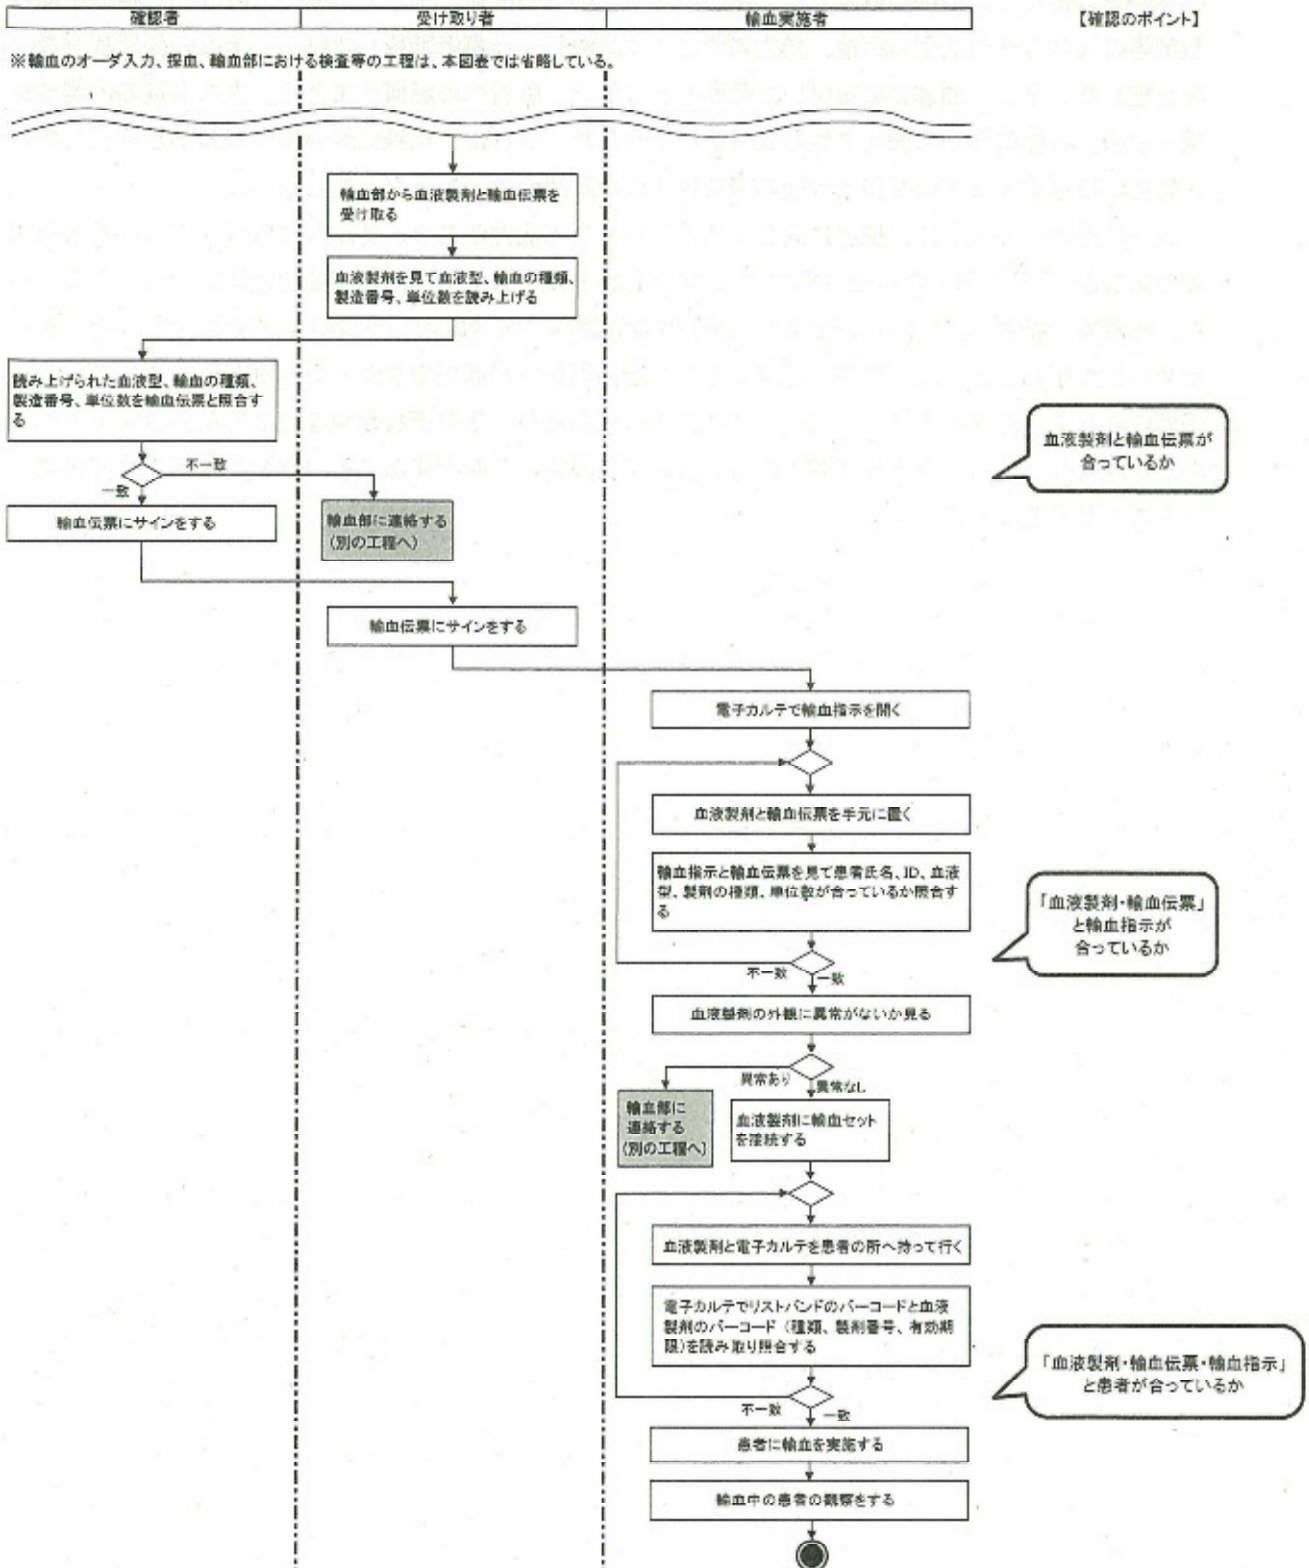 確認者
受け取り者
輸血実施者
【確認のポイント】
※輸血のオーダ入力、採血、輸血部における検査等の工程は、本図表では省略している。
輸血部から血液製剤と輸血伝票を
受け取る
血液製剤を見て血液型、輸血の種類、
製造番号、単位数を読み上げる
読み上げられた血液型、輸血の種類、
製造番号、単位数を輸血伝票と照合す
る
血液製剤と輸血伝票が
合っているか
不一致
一致
輸血伝票にサインをする
輸血部に連絡する
(別の工程へ)
輸血伝票にサインをする
電子カルテで輸血指示を開く
血液製剤と輸血伝票を手元に置く
輸血指示と輸血伝票を見て患者氏名、ID、血液
型、製剤の種類、単位数が合っているか照合す
る
「血液製剤・輸血伝票」
と輸血指示が
合っているか
不一致
一致
血液製剤の外観に異常がないか見る
異常あり
異常なし
輸血部に
連絡する
(別の工程へ)
血液製剤に輸血セット
を接続する
血液製剤と電子カルテを患者の所へ持って行く
電子カルテでリストバンドのバーコードと血液
製剤のバーコード (種類、製剤番号、有効期
限)を読み取り照合する
「血液製剤・輸血伝票・輸血指示」
と患者が合っているか
不一致
一致
患者に輸血を実施する
輸血中の患者の観察をする